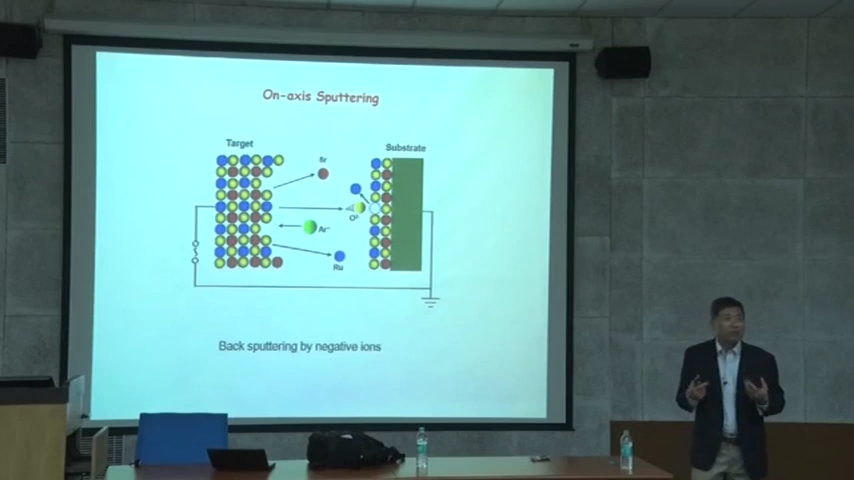 On-axis Sputtering
Target
Substrate
Sr
O²
Ar⁺
Ru
Back sputtering by negative ions